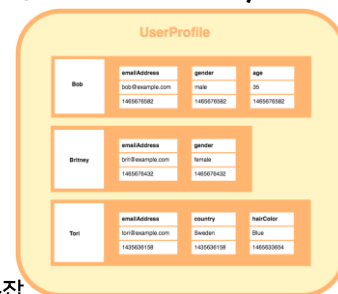 UserProfile
emailAddress gender age
Bob bob@example.com male 35
1465676582 1465676582 1465676582
emailAddress gender
Britney brit@example.com female
1465676432 1465676432
emailAddress country hairColor
Tori tori@example.com Sweden Blue
1435636158 1435636158 1465633654